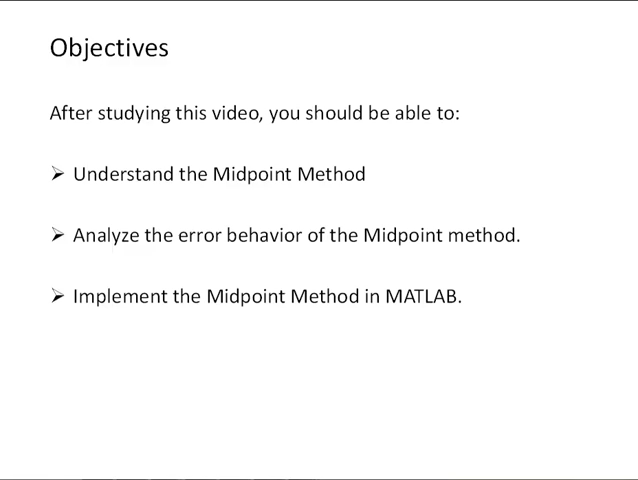 Objectives
After studying this video, you should be able to:
➢ Understand the Midpoint Method
➢ Analyze the error behavior of the Midpoint method.
➢ Implement the Midpoint Method in MATLAB.